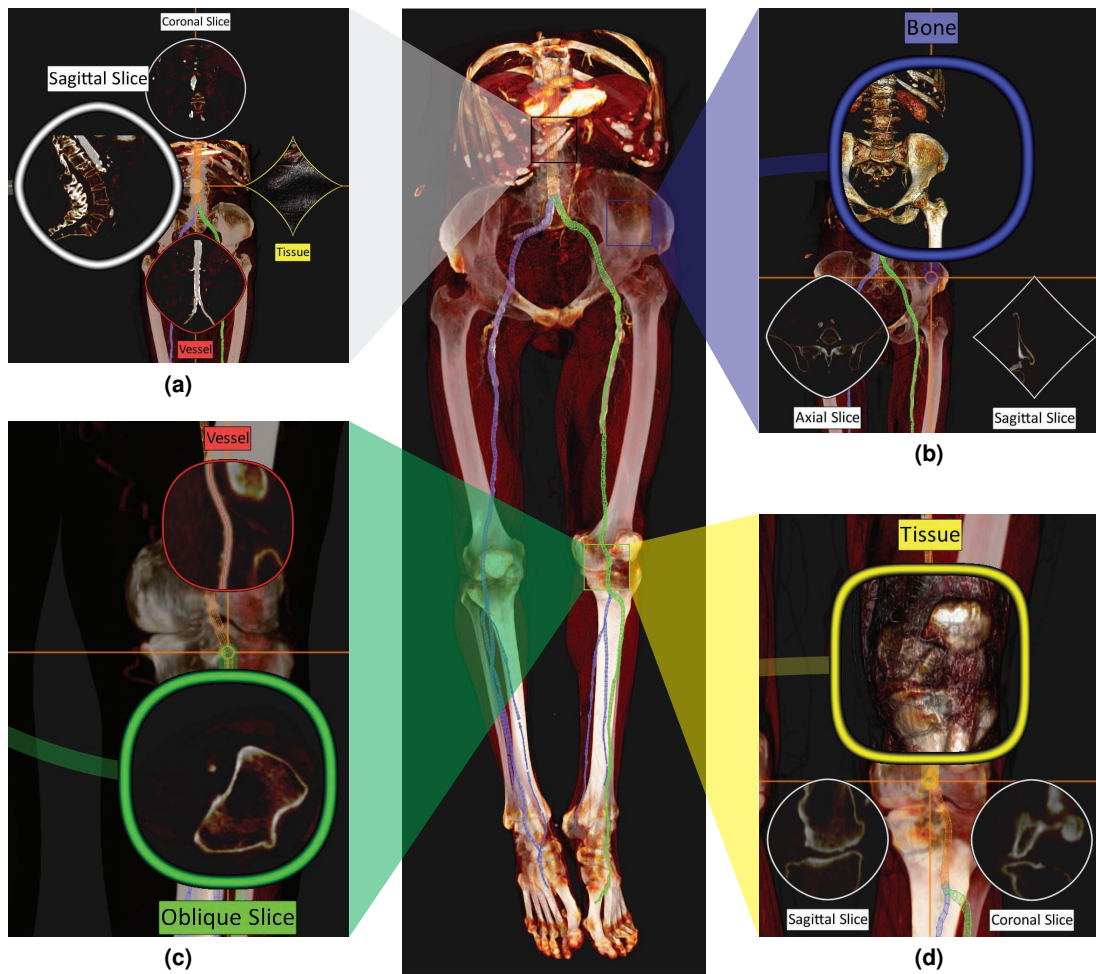 Coronal Slice
Sagittal Slice
Tissue
Vessel
(a)
Bone
Axial Slice
Sagittal Slice
(b)
Vessel
Oblique Slice
(c)
Tissue
Sagittal Slice
Coronal Slice
(d)